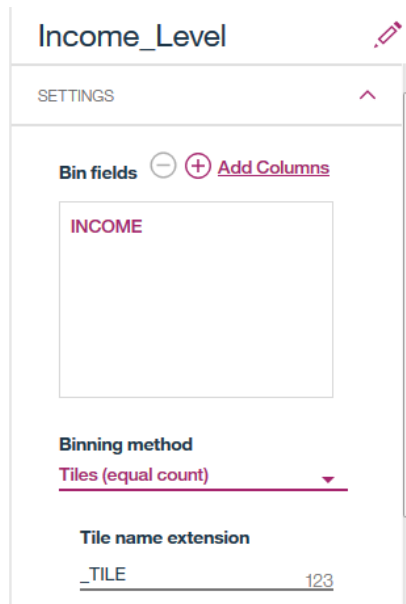 Income_Level
SETTINGS
Bin fields Add Columns
INCOME
Binning method
Tiles (equal count)
Tile name extension
_TILE 123